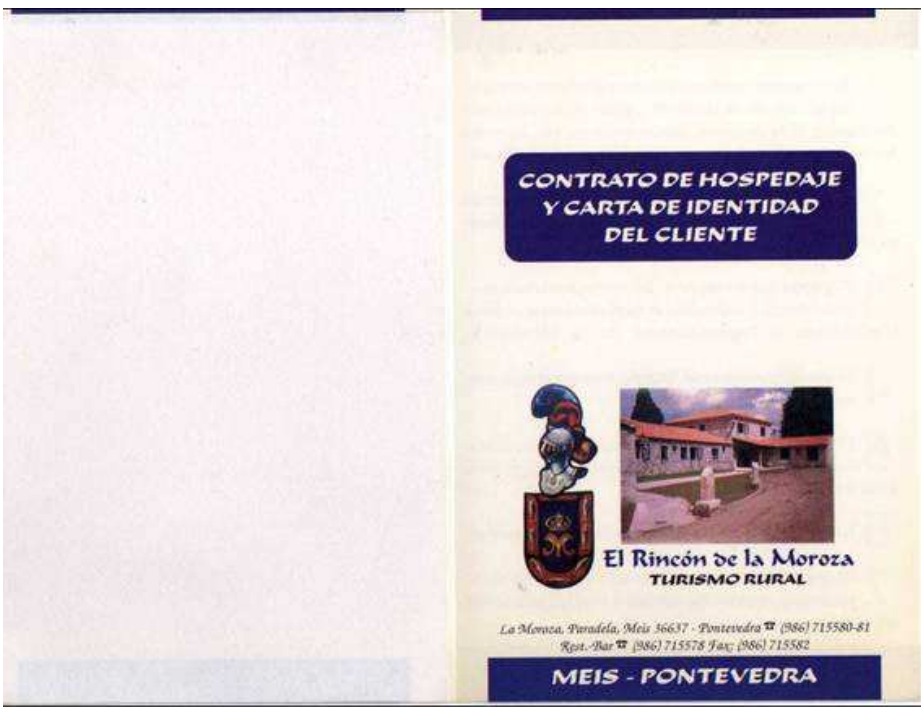 CONTRATO DE HOSPEDAJE
Y CARTA DE IDENTIDAD
DEL CLIENTE
El Rincón de la Moroza
TURISMO RURAL
La Moroza, Paradela, Meis 36637 - Pontevedra ☎ (986) 715580-81
Rest.-Bar ☎ (986) 715578 Fax: (986) 715582
MEIS - PONTEVEDRA